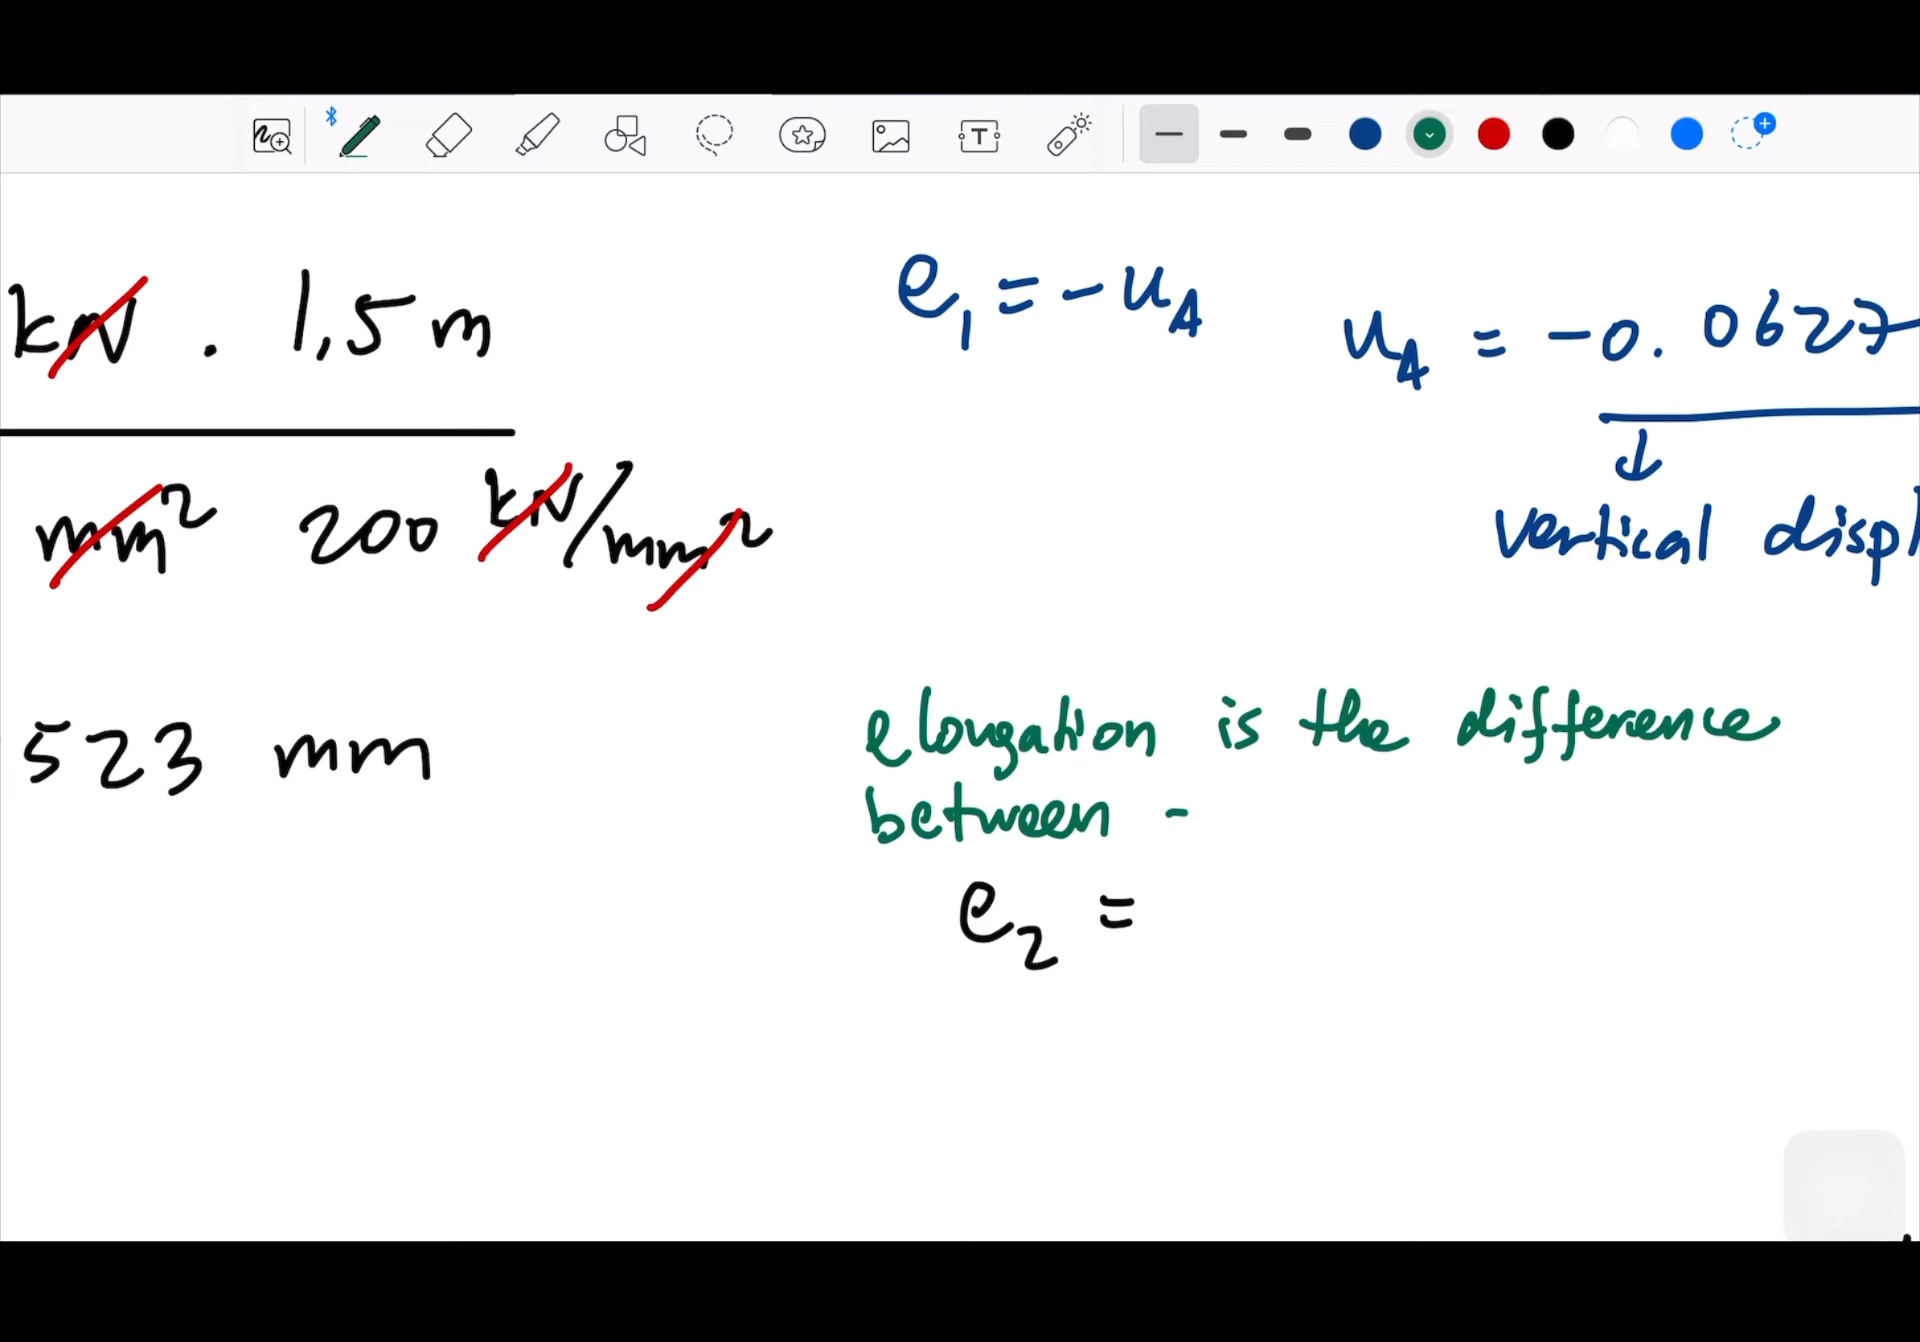 kN . 1,5 m
mm² 200 kN/mm²
523 mm
e₁ = -u_A
u_A = -0.0627
↓
vertical displ
elongation is the difference
between -
e₂ =